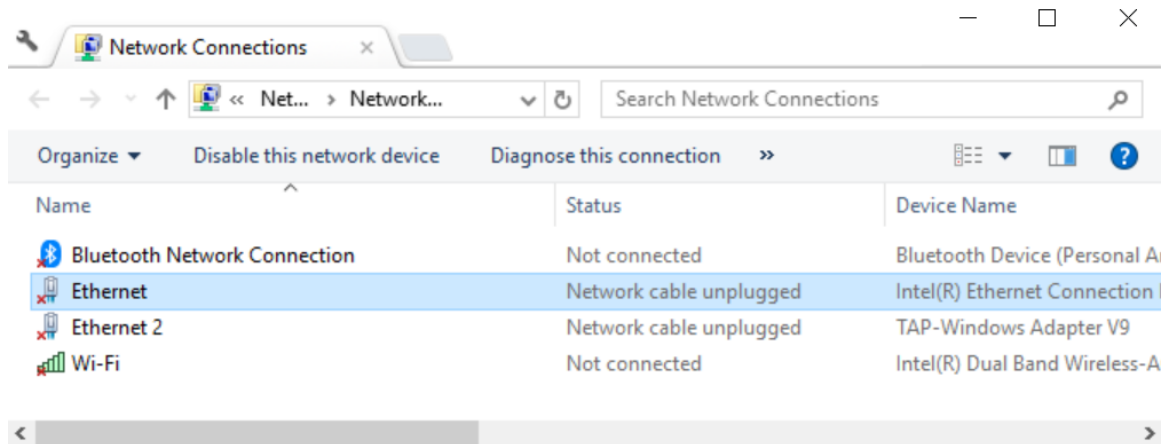 Network Connections
« Net... > Network...
Search Network Connections
Organize Disable this network device Diagnose this connection »
Name Status Device Name
Bluetooth Network Connection Not connected Bluetooth Device (Personal
Ethernet Network cable unplugged Intel(R) Ethernet Connection
Ethernet 2 Network cable unplugged TAP-Windows Adapter V9
Wi-Fi Not connected Intel(R) Dual Band Wireless-A